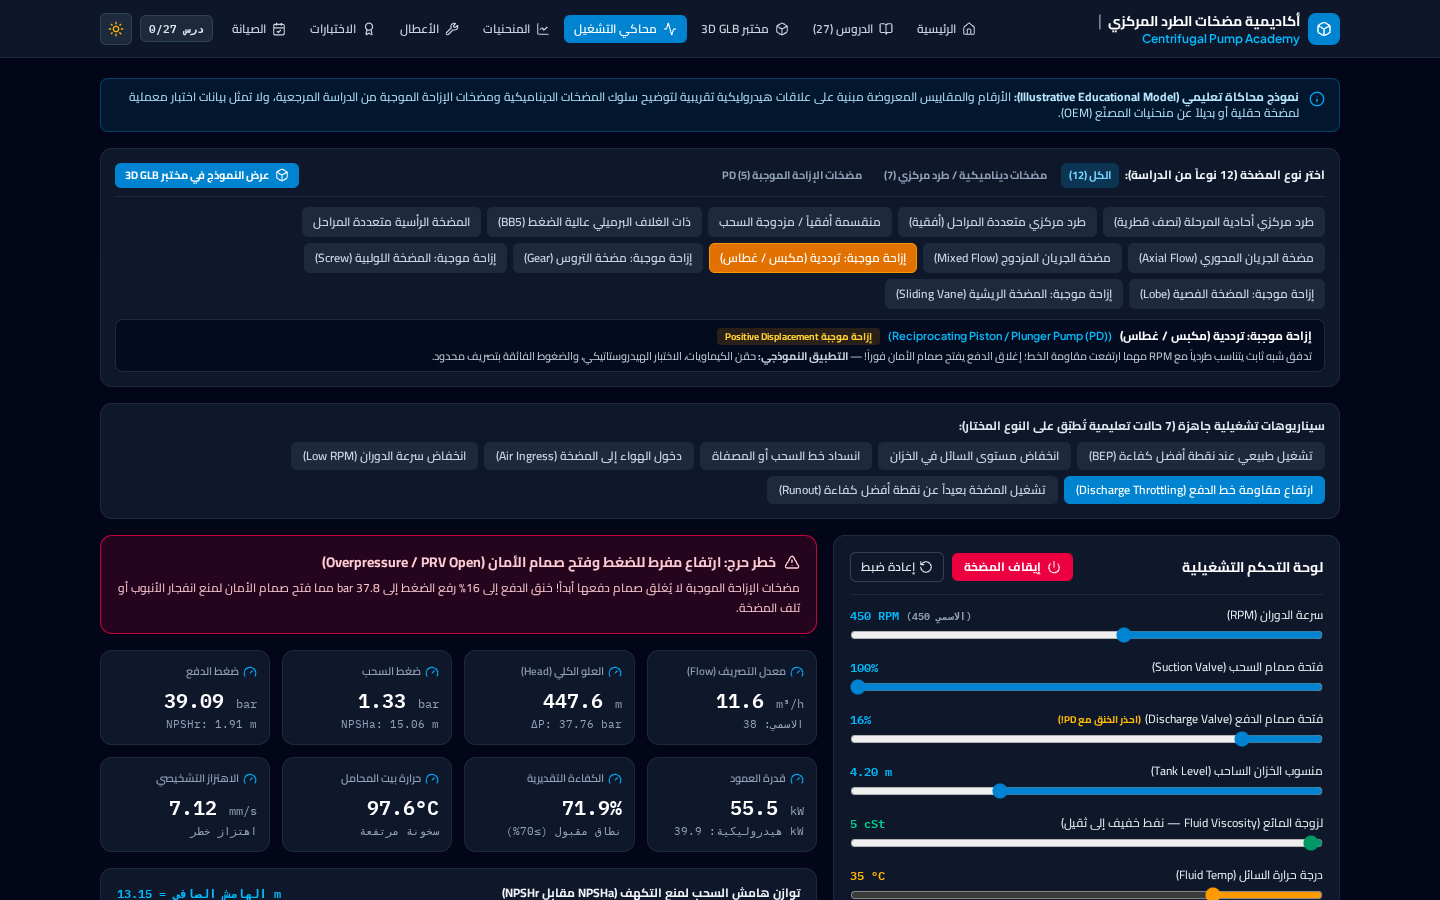 أكاديمية مضخات الطرد المركزي |
Centrifugal Pump Academy
الرئيسية
الدروس (27)
مختبر 3D GLB
محاكي التشغيل
المنحنيات
الأعطال
الاختبارات
الصيانة
0/27 درس
نموذج محاكاة تعليمي (Illustrative Educational Model): الأرقام والمقاييس المعروضة مبنية على علاقات هيدروليكية تقريبية لتوضيح سلوك المضخات الديناميكية ومضخات الإزاحة الموجبة من الدراسة المرجعية، ولا تمثل بيانات اختبار معملية
لمضخة حقلية أو بديلاً عن منحنيات المصنّع (OEM).
اختر نوع المضخة (12 نوعاً من الدراسة):
الكل (12)
مضخات ديناميكية / طرد مركزي (7)
مضخات الإزاحة الموجبة PD (5)
عرض النموذج في مختبر 3D GLB
طرد مركزي أحادية المرحلة (نصف قطرية)
طرد مركزي متعددة المراحل (أفقية)
منقسمة أفقياً / مزدوجة السحب
ذات الغلاف البرميلي عالية الضغط (BB5)
المضخة الرأسية متعددة المراحل
مضخة الجريان المحوري (Axial Flow)
مضخة الجريان المزدوج (Mixed Flow)
إزاحة موجبة: ترددية (مكبس / غطاس)
إزاحة موجبة: مضخة التروس (Gear)
إزاحة موجبة: المضخة اللولبية (Screw)
إزاحة موجبة: المضخة الفصية (Lobe)
إزاحة موجبة: المضخة الريشية (Sliding Vane)
إزاحة موجبة: ترددية (مكبس / غطاس) (Reciprocating Piston / Plunger Pump (PD)) إزاحة موجبة Positive Displacement
تدفق شبه ثابت يتناسب طردياً مع RPM مهما ارتفعت مقاومة الخط؛ إغلاق الدفع يفتح صمام الأمان فوراً! — التطبيق النموذجي: حقن الكيماويات، الاختبار الهيدروستاتيكي، والضغوط الفائقة بتصريف محدود.
سيناريوهات تشغيلية جاهزة (7 حالات تعليمية تُطبّق على النوع المختار):
تشغيل طبيعي عند نقطة أفضل كفاءة (BEP)
انخفاض مستوى السائل في الخزان
انسداد خط السحب أو المصفاة
دخول الهواء إلى المضخة (Air Ingress)
انخفاض سرعة الدوران (Low RPM)
ارتفاع مقاومة خط الدفع (Discharge Throttling)
تشغيل المضخة بعيداً عن نقطة أفضل كفاءة (Runout)
لوحة التحكم التشغيلية
إيقاف المضخة
إعادة ضبط
سرعة الدوران (RPM)
450 RPM (الاسمي 450)
فتحة صمام السحب (Suction Valve)
100%
فتحة صمام الدفع (Discharge Valve) (احذر الخنق مع PD!)
16%
منسوب الخزان الساحب (Tank Level)
4.20 m
لزوجة المائع (Fluid Viscosity — نفط خفيف إلى ثقيل)
5 cSt
درجة حرارة السائل (Fluid Temp)
35 °C
خطر حرج: ارتفاع مفرط للضغط وفتح صمام الأمان (Overpressure / PRV Open)
مضخات الإزاحة الموجبة لا يُغلق صمام دفعها أبداً! خنق الدفع إلى 16% رفع الضغط إلى 37.8 bar مما فتح صمام الأمان لمنع انفجار الأنبوب أو
تلف المضخة.
معدل التصريف (Flow)
11.6 m³/h
الاسمي: 38
العلو الكلي (Head)
447.6 m
ΔP: 37.76 bar
ضغط السحب
1.33 bar
NPSHa: 15.06 m
ضغط الدفع
39.09 bar
NPSHr: 1.91 m
قدرة العمود
55.5 kW
هيدروليكية: 39.9 kW
الكفاءة التقديرية
71.9%
نطاق مقبول (≥70%)
حرارة بيت المحامل
97.6°C
سخونة مرتفعة
الاهتزاز التشخيصي
7.12 mm/s
اهتزاز خطر
توازن هامش السحب لمنع التكهف (NPSHa مقابل NPSHr)
الهامش الصافي = 13.15 m